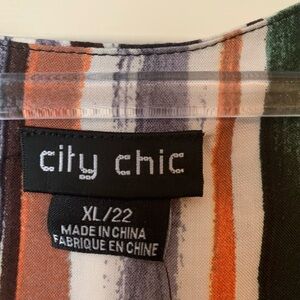 city chic
XL/22
MADE IN CHINA
FABRIQUE EN CHINE